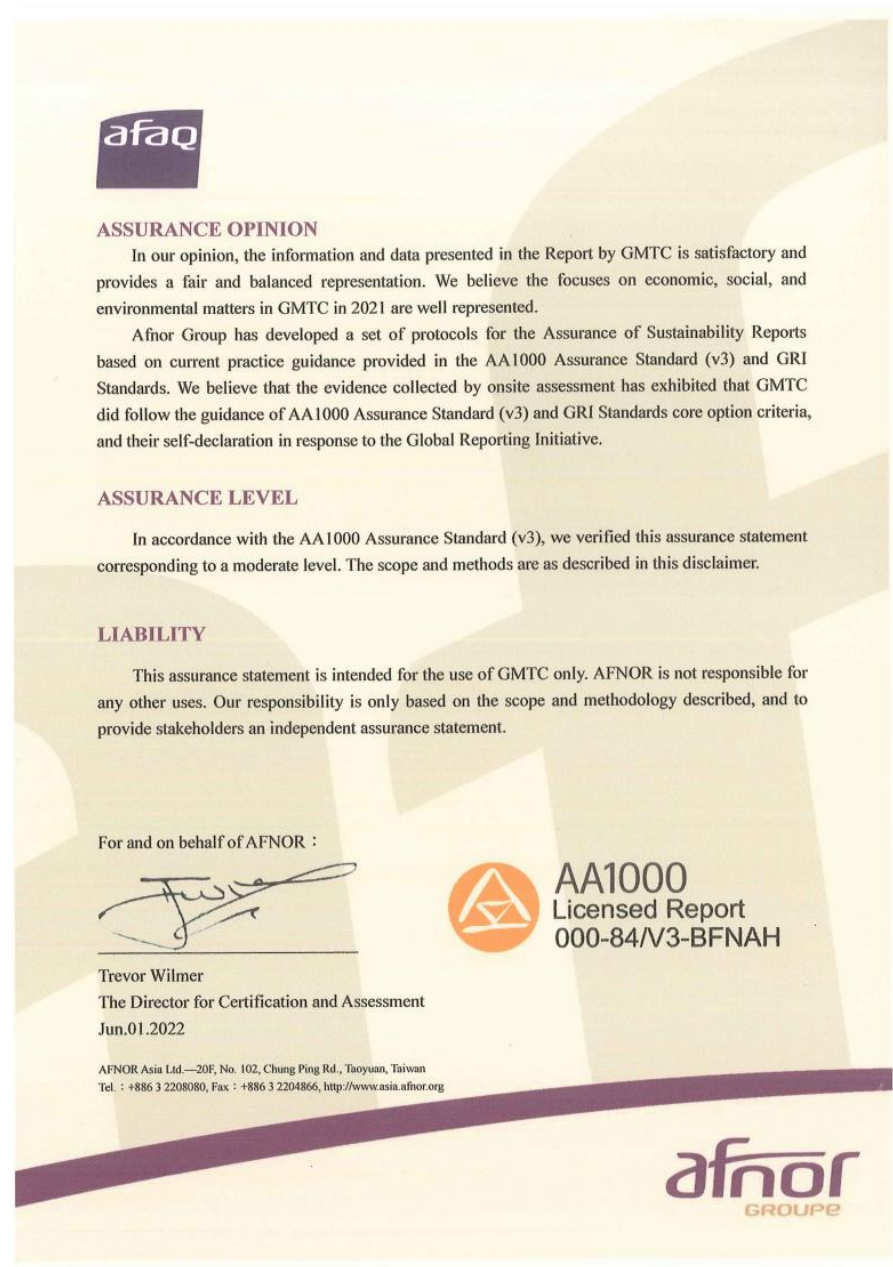 afaq
ASSURANCE OPINION
In our opinion, the information and data presented in the Report by GMTC is satisfactory and
provides a fair and balanced representation. We believe the focuses on economic, social, and
environmental matters in GMTC in 2021 are well represented.
Afnor Group has developed a set of protocols for the Assurance of Sustainability Reports
based on current practice guidance provided in the AA1000 Assurance Standard (v3) and GRI
Standards. We believe that the evidence collected by onsite assessment has exhibited that GMTC
did follow the guidance of AA1000 Assurance Standard (v3) and GRI Standards core option criteria,
and their self-declaration in response to the Global Reporting Initiative.
ASSURANCE LEVEL
In accordance with the AA1000 Assurance Standard (v3), we verified this assurance statement
corresponding to a moderate level. The scope and methods are as described in this disclaimer.
LIABILITY
This assurance statement is intended for the use of GMTC only. AFNOR is not responsible for
any other uses. Our responsibility is only based on the scope and methodology described, and to
provide stakeholders an independent assurance statement.
For and on behalf of AFNOR：
AA1000
Licensed Report
000-84/V3-BFNAH
Trevor Wilmer
The Director for Certification and Assessment
Jun.01.2022
AFNOR Asia Ltd.—20F, No. 102, Chung Ping Rd., Taoyuan, Taiwan
Tel.：+886 3 2208080, Fax：+886 3 2204866, http://www.asia.afnor.org
afnor
GROUPE